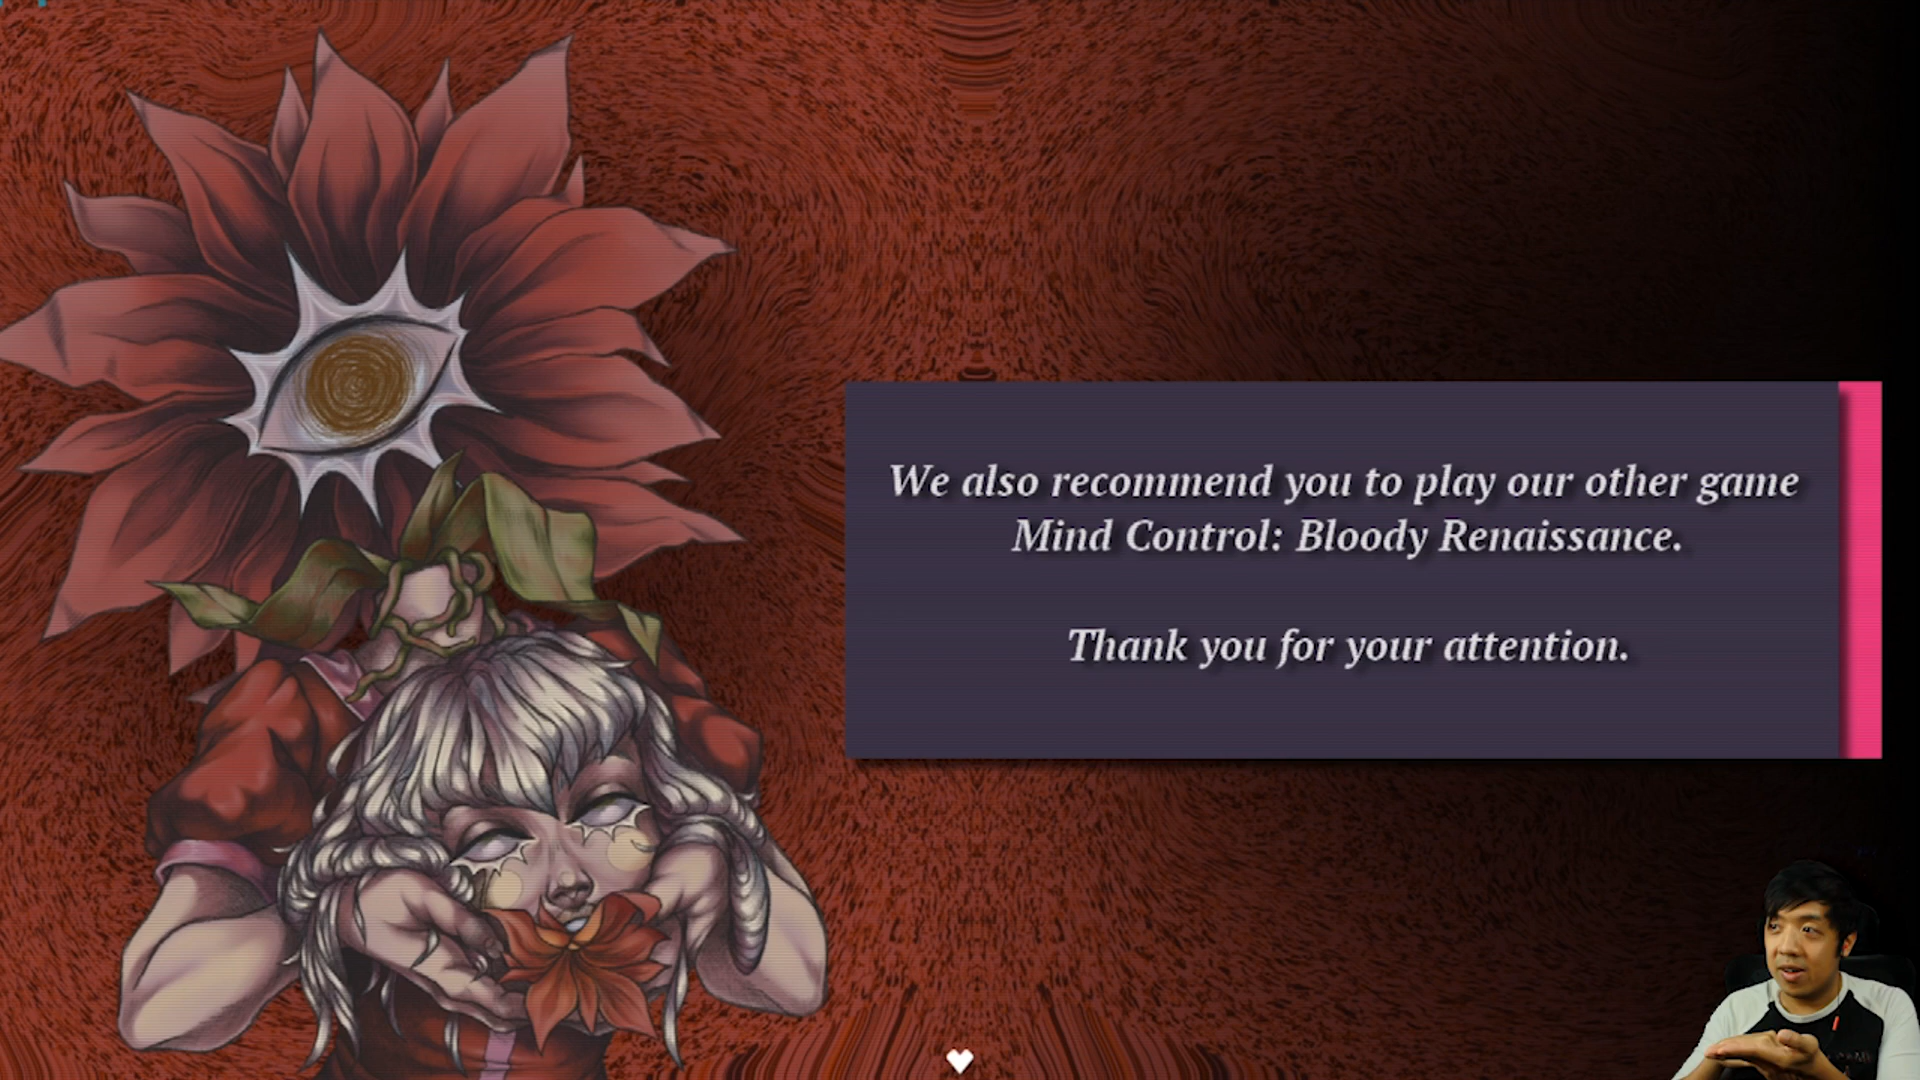 We also recommend you to play our other game
Mind Control: Bloody Renaissance.
Thank you for your attention.